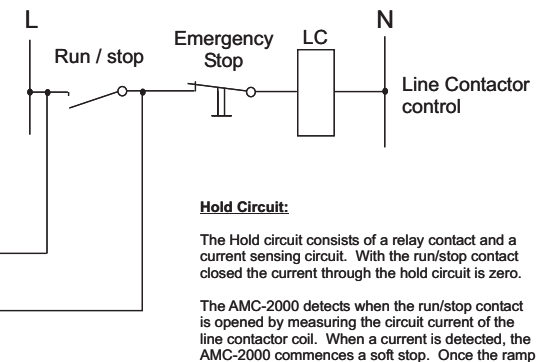 L
N
Run / stop
Emergency
Stop
LC
Line Contactor
control
Hold Circuit:
The Hold circuit consists of a relay contact and a
current sensing circuit. With the run/stop contact
closed the current through the hold circuit is zero.
The AMC-2000 detects when the run/stop contact
is opened by measuring the circuit current of the
line contactor coil. When a current is detected, the
AMC-2000 commences a soft stop. Once the ramp